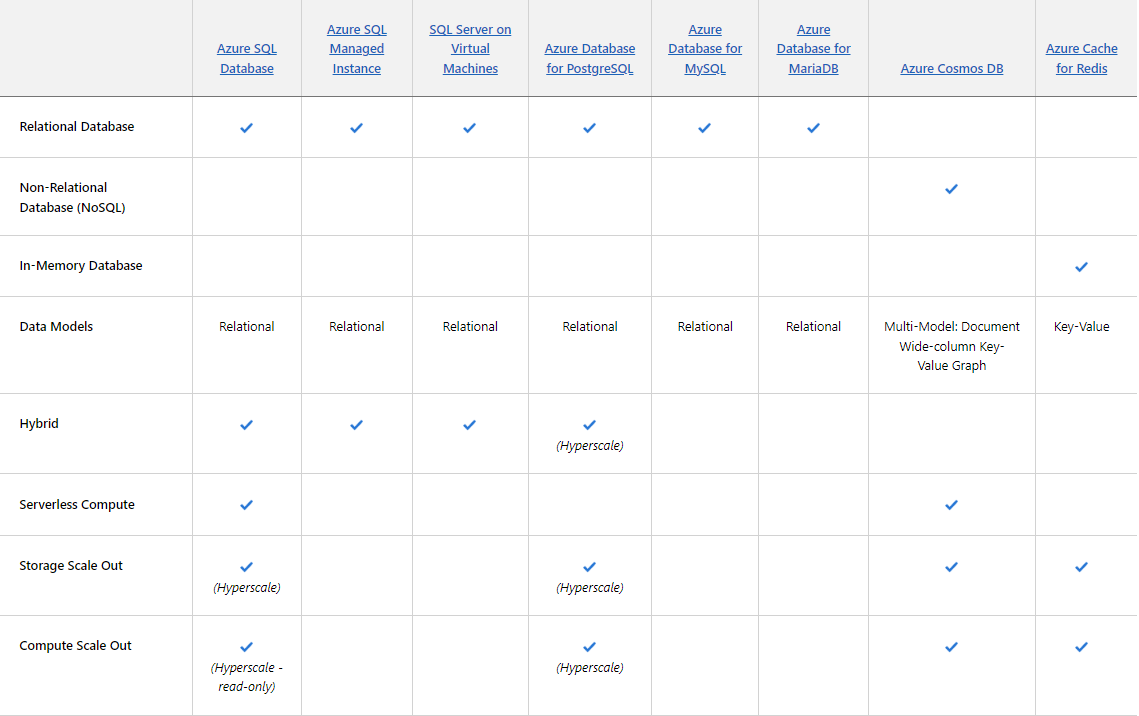 Azure SQL
Database
Azure SQL
Managed
Instance
SQL Server on
Virtual
Machines
Azure Database
for PostgreSQL
Azure
Database for
MySQL
Azure
Database for
MariaDB
Azure Cosmos DB
Azure Cache
for Redis
Relational Database
Non-Relational
Database (NoSQL)
In-Memory Database
Data Models
Relational
Relational
Relational
Relational
Relational
Relational
Multi-Model: Document
Wide-column Key-
Value Graph
Key-Value
Hybrid
(Hyperscale)
Serverless Compute
Storage Scale Out
(Hyperscale)
(Hyperscale)
Compute Scale Out
(Hyperscale -
read-only)
(Hyperscale)